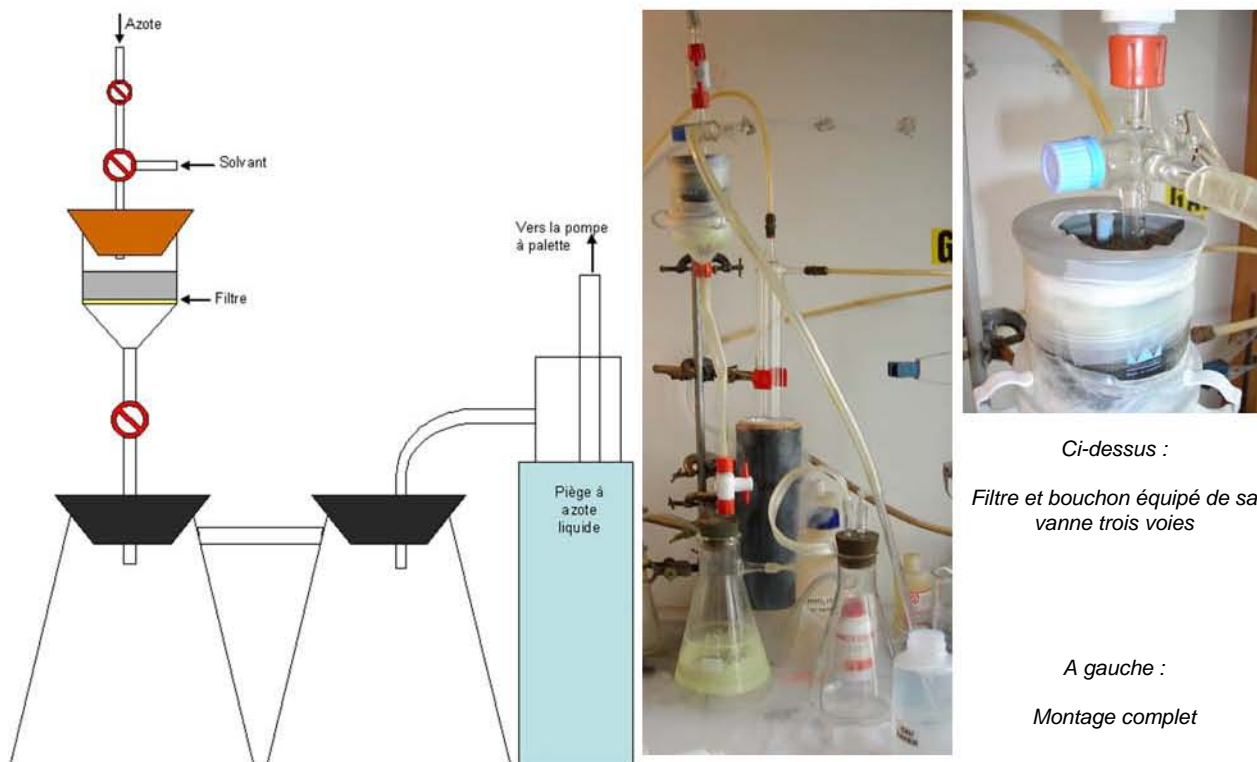 Azote
Solvant
Vers la pompe
à palette
Filtre
Piège à
azote
liquide
G
Ci-dessus :
Filtre et bouchon équipé de sa
vanne trois voies
A gauche :
Montage complet